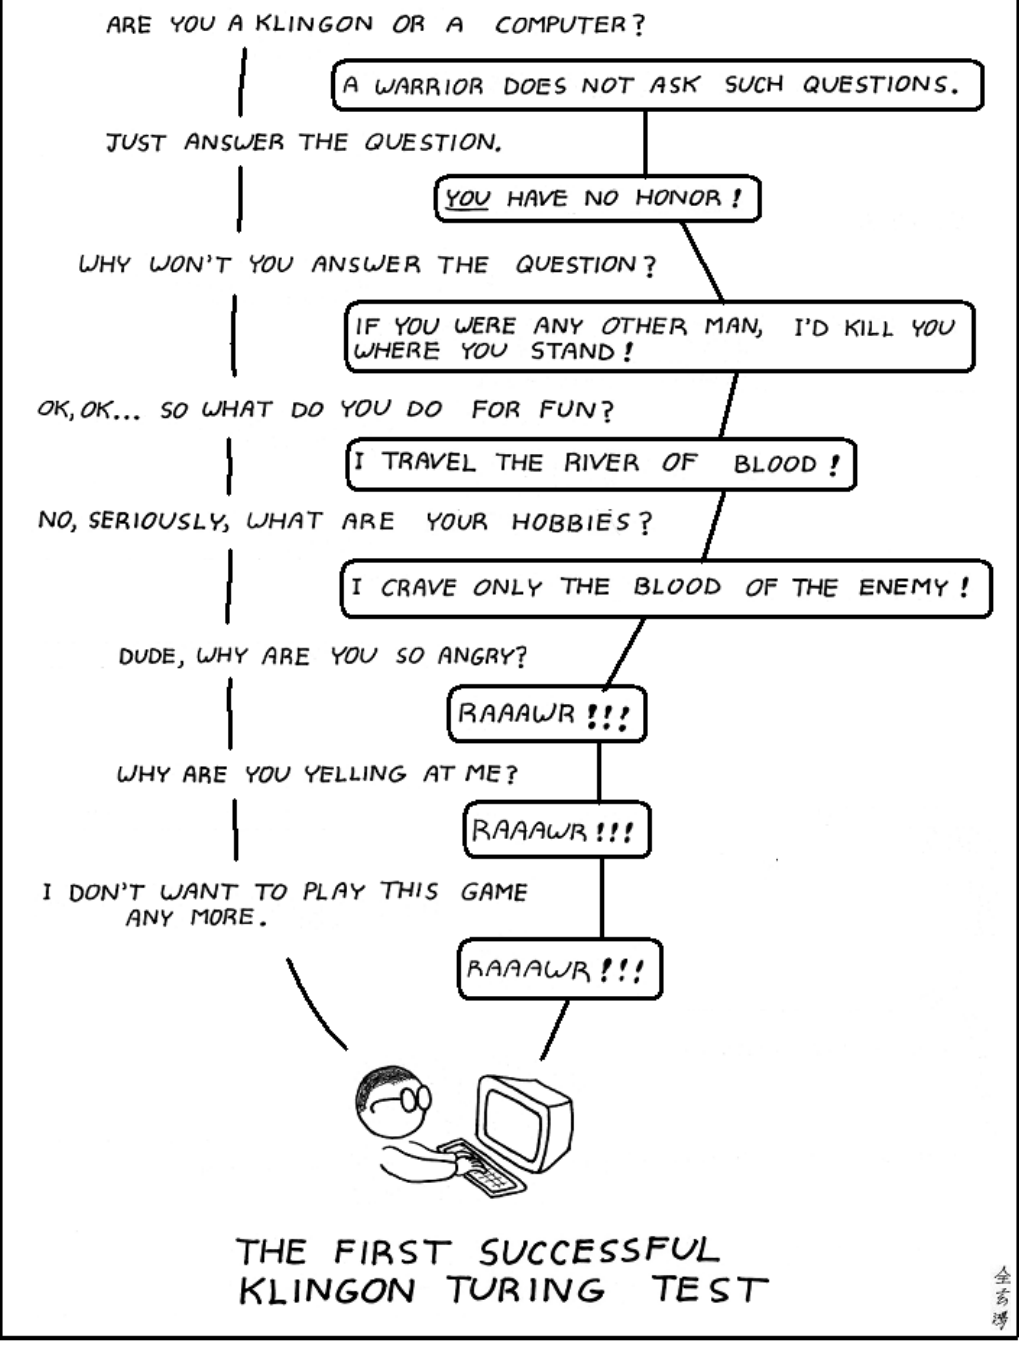 ARE YOU A KLINGON OR A COMPUTER?
A WARRIOR DOES NOT ASK SUCH QUESTIONS.
JUST ANSWER THE QUESTION.
YOU HAVE NO HONOR!
WHY WON'T YOU ANSWER THE QUESTION?
IF YOU WERE ANY OTHER MAN, I'D KILL YOU
WHERE YOU STAND!
OK, OK... SO WHAT DO YOU DO FOR FUN?
I TRAVEL THE RIVER OF BLOOD!
NO, SERIOUSLY, WHAT ARE YOUR HOBBIES?
I CRAVE ONLY THE BLOOD OF THE ENEMY!
DUDE, WHY ARE YOU SO ANGRY?
RAAAWR!!!
WHY ARE YOU YELLING AT ME?
RAAAWR!!!
I DON'T WANT TO PLAY THIS GAME
ANY MORE.
RAAAWR!!!
THE FIRST SUCCESSFUL
KLINGON TURING TEST